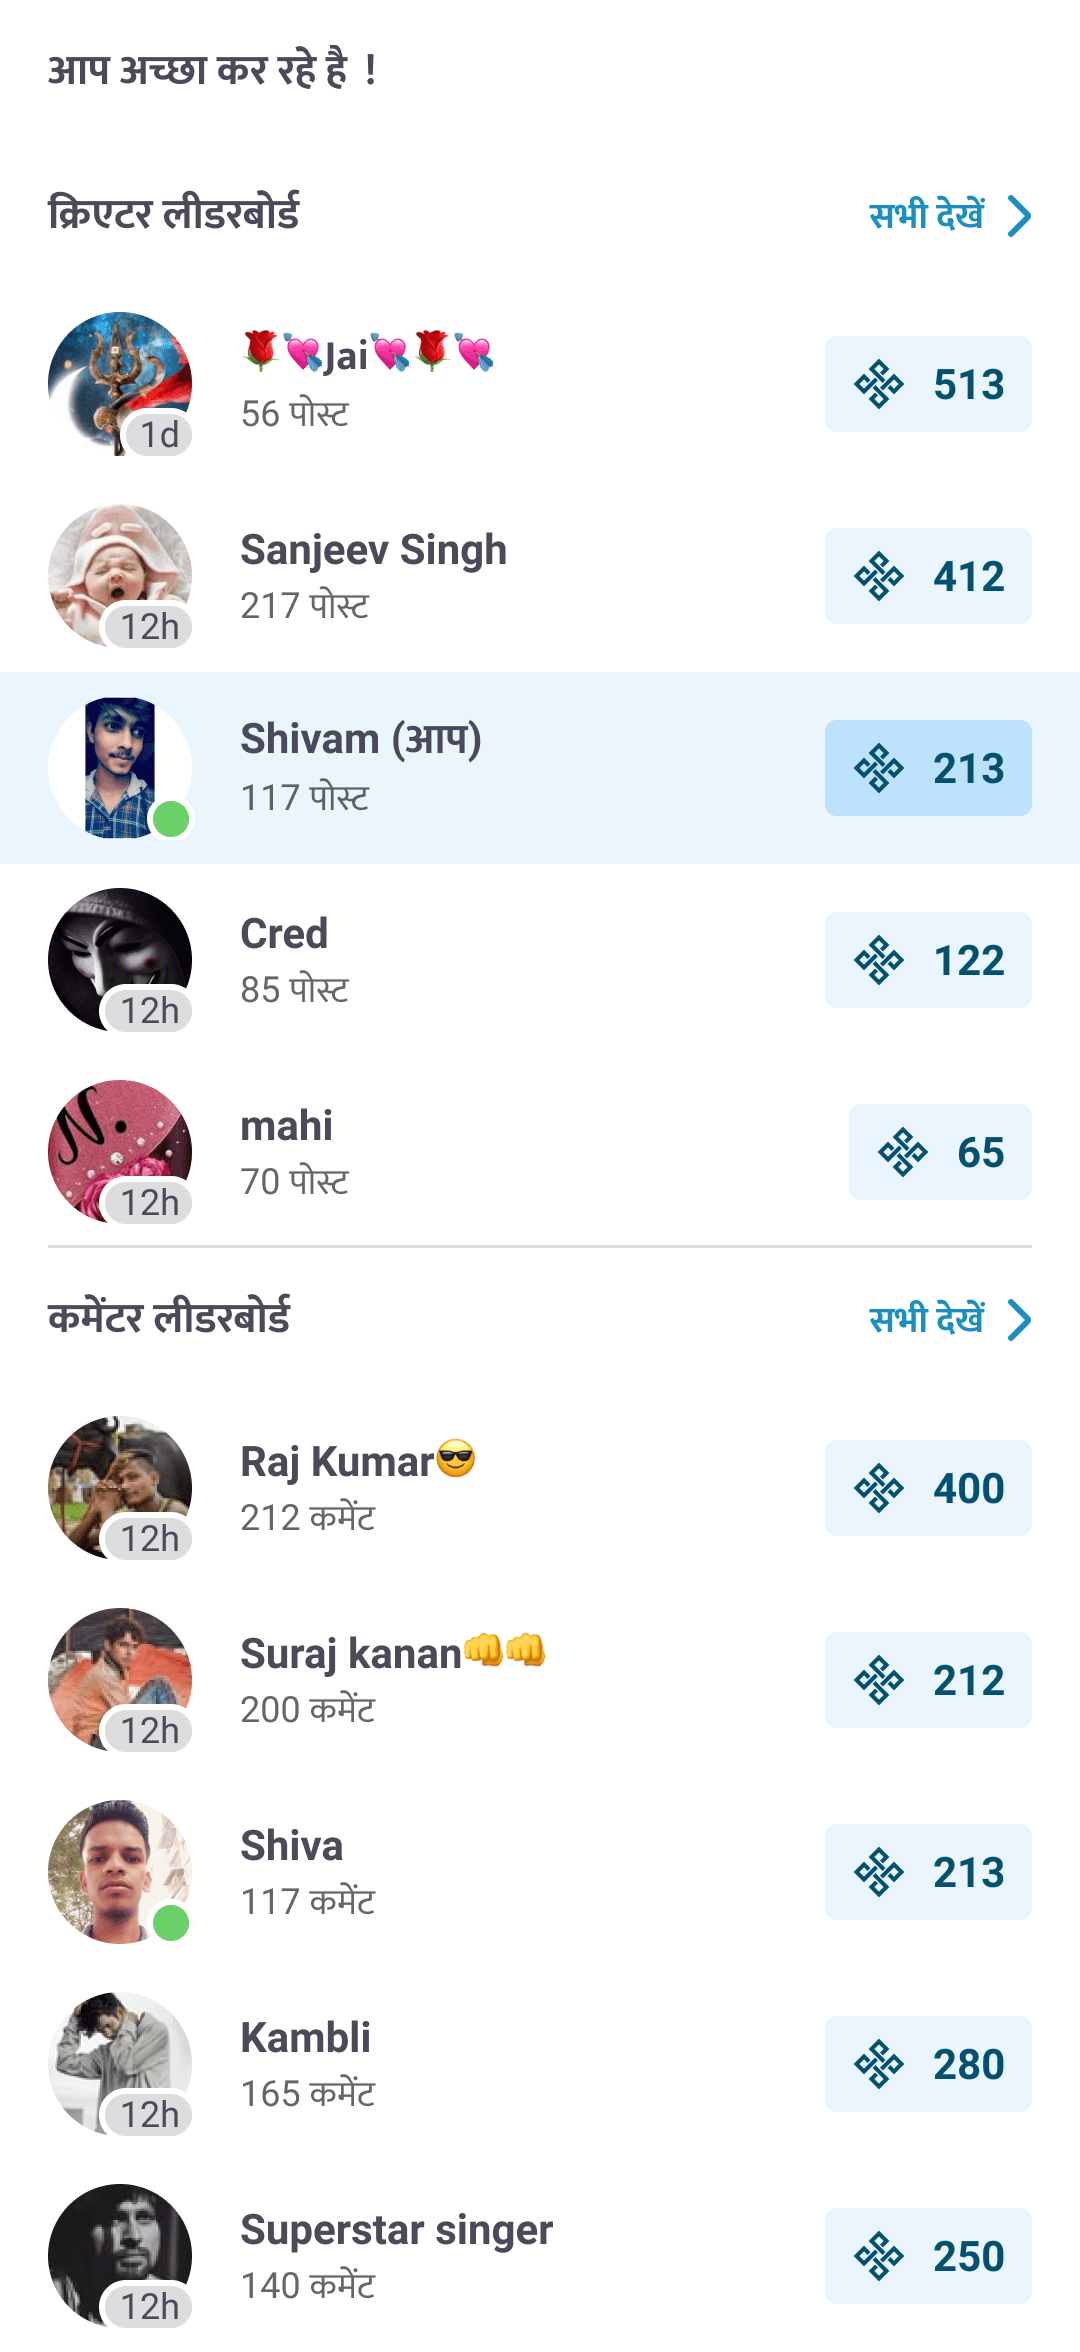 आप अच्छा कर रहे है !
क्रिएटर लीडरबोर्ड
सभी देखें
🌹💘Jai💘🌹💘
56 पोस्ट
1d
513
Sanjeev Singh
217 पोस्ट
12h
412
Shivam (आप)
117 पोस्ट
213
Cred
85 पोस्ट
12h
122
N.
mahi
70 पोस्ट
12h
65
कमेंटर लीडरबोर्ड
सभी देखें
Raj Kumar😎
212 कमेंट
12h
400
Suraj kanan👊👊
200 कमेंट
12h
212
Shiva
117 कमेंट
213
Kambli
165 कमेंट
12h
280
Superstar singer
140 कमेंट
12h
250